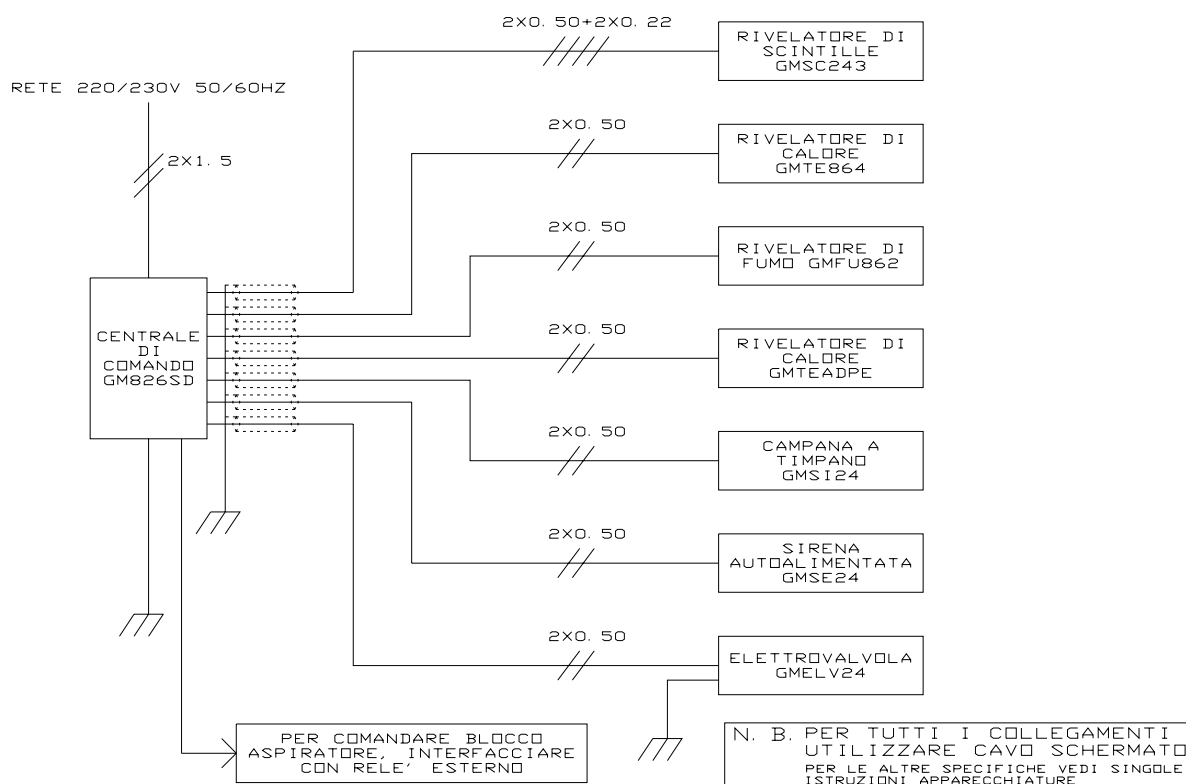 2X0.50+2X0.22
RIVELATORE DI
SCINTILLE
GMSC243
RETE 220/230V 50/60HZ
2X1.5
2X0.50
RIVELATORE DI
CALORE
GMTE864
2X0.50
RIVELATORE DI
FUMO GMFU862
CENTRALE
DI
COMANDO
GM826SD
2X0.50
RIVELATORE DI
CALORE
GMTEADPE
2X0.50
CAMPANA A
TIMPANO
GMSI24
2X0.50
SIRENA
AUTOALIMENTATA
GMSE24
2X0.50
ELETTROVALVOLA
GMELV24
PER COMANDARE BLOCCO
ASPIRATORE, INTERFACCIARE
CON RELE' ESTERNO
N. B. PER TUTTI I COLLEGAMENTI
UTILIZZARE CAVO SCHERMATO
PER LE ALTRE SPECIFICHE VEDI SINGOLE
ISTRUZIONI APPARECCHIATURE